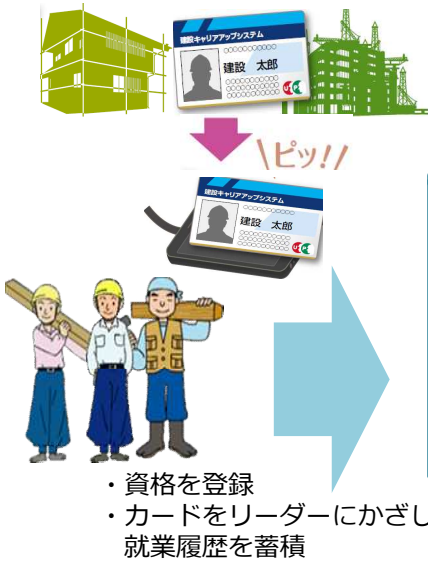 建設キャリアアップシステム
建設 太郎
ピッ!!
建設キャリアアップシステム
建設 太郎
・資格を登録
・カードをリーダーにかざし
就業履歴を蓄積